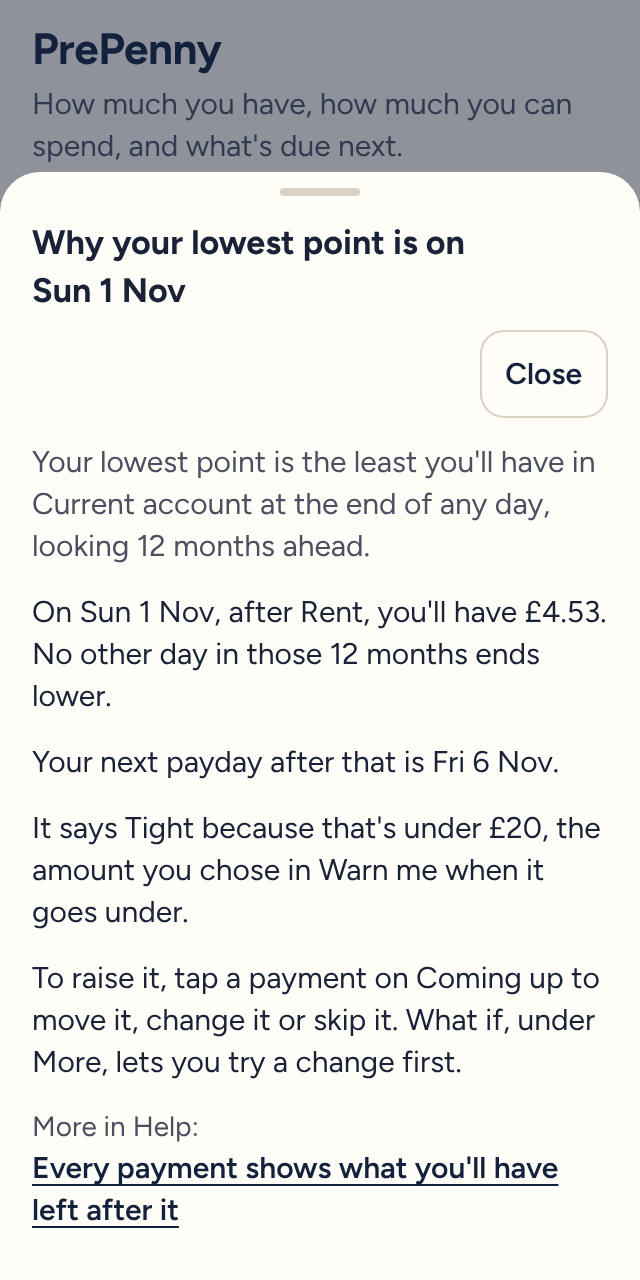 PrePenny
How much you have, how much you can
spend, and what's due next.
Why your lowest point is on
Sun 1 Nov
Close
Your lowest point is the least you'll have in
Current account at the end of any day,
looking 12 months ahead.
On Sun 1 Nov, after Rent, you'll have £4.53.
No other day in those 12 months ends
lower.
Your next payday after that is Fri 6 Nov.
It says Tight because that's under £20, the
amount you chose in Warn me when it
goes under.
To raise it, tap a payment on Coming up to
move it, change it or skip it. What if, under
More, lets you try a change first.
More in Help:
Every payment shows what you'll have
left after it